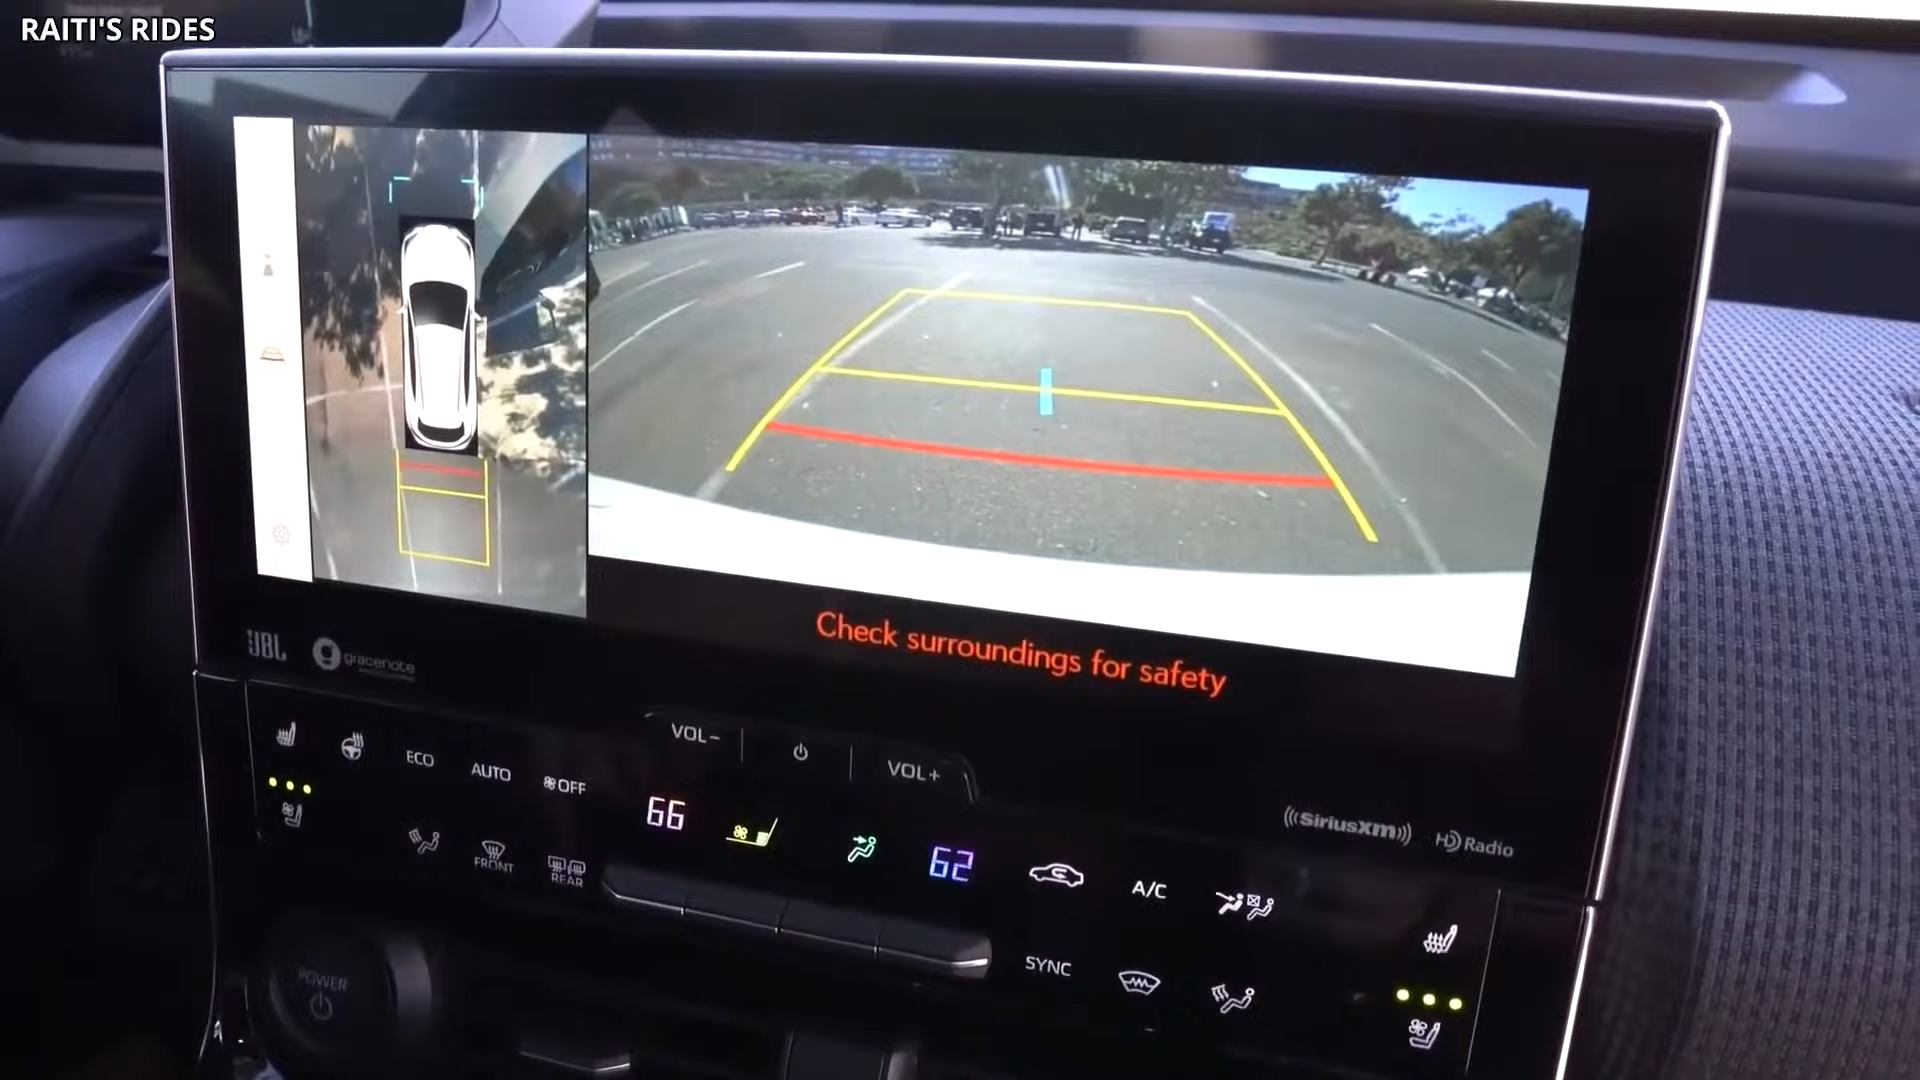 RAITI'S RIDES
JBL
gracenote
Check surroundings for safety
VOL-
VOL+
ECO
AUTO
OFF
66
62
FRONT
REAR
A/C
SYNC
SiriusXM
HD Radio
POWER